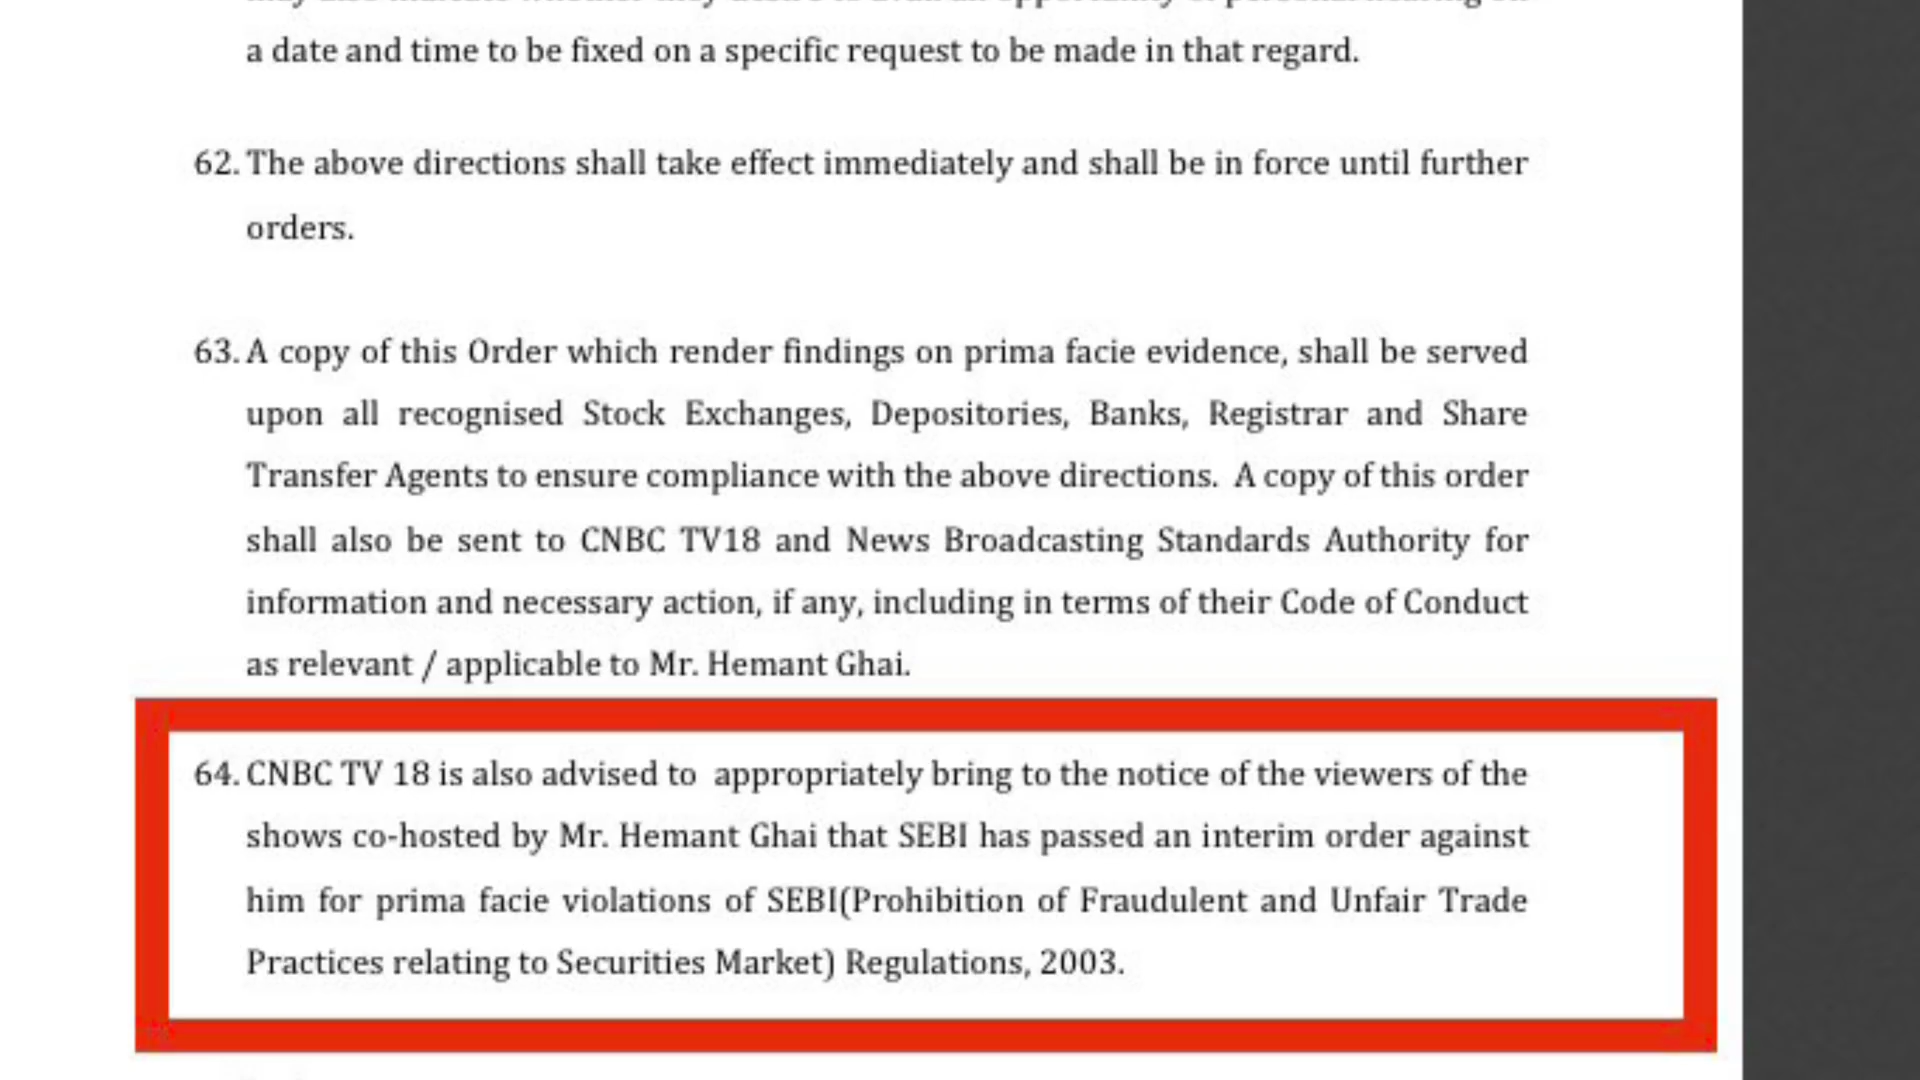 a date and time to be fixed on a specific request to be made in that regard.
62. The above directions shall take effect immediately and shall be in force until further
orders.
63. A copy of this Order which render findings on prima facie evidence, shall be served
upon all recognised Stock Exchanges, Depositories, Banks, Registrar and Share
Transfer Agents to ensure compliance with the above directions. A copy of this order
shall also be sent to CNBC TV18 and News Broadcasting Standards Authority for
information and necessary action, if any, including in terms of their Code of Conduct
as relevant / applicable to Mr. Hemant Ghai.
64. CNBC TV 18 is also advised to appropriately bring to the notice of the viewers of the
shows co-hosted by Mr. Hemant Ghai that SEBI has passed an interim order against
him for prima facie violations of SEBI(Prohibition of Fraudulent and Unfair Trade
Practices relating to Securities Market) Regulations, 2003.